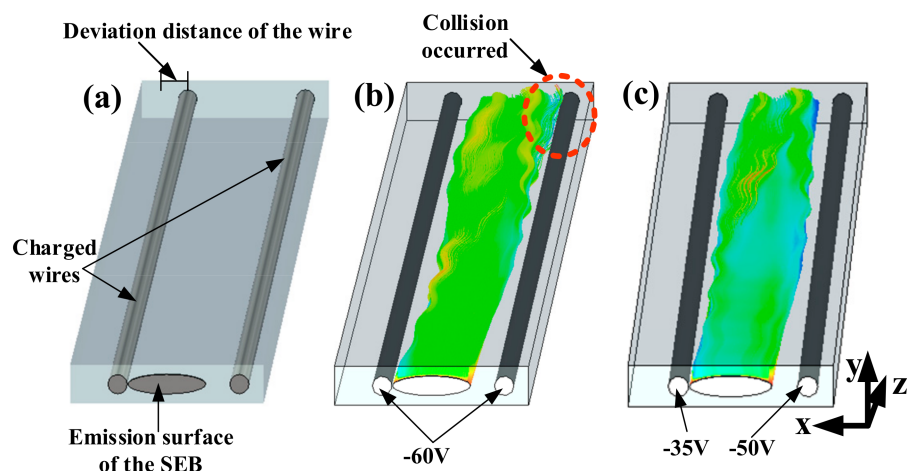 Deviation distance of the wire
Collision
occurred
(a)
(b)
(c)
Charged
wires
Emission surface
of the SEB
-60V
-35V
-50V
y
z
x